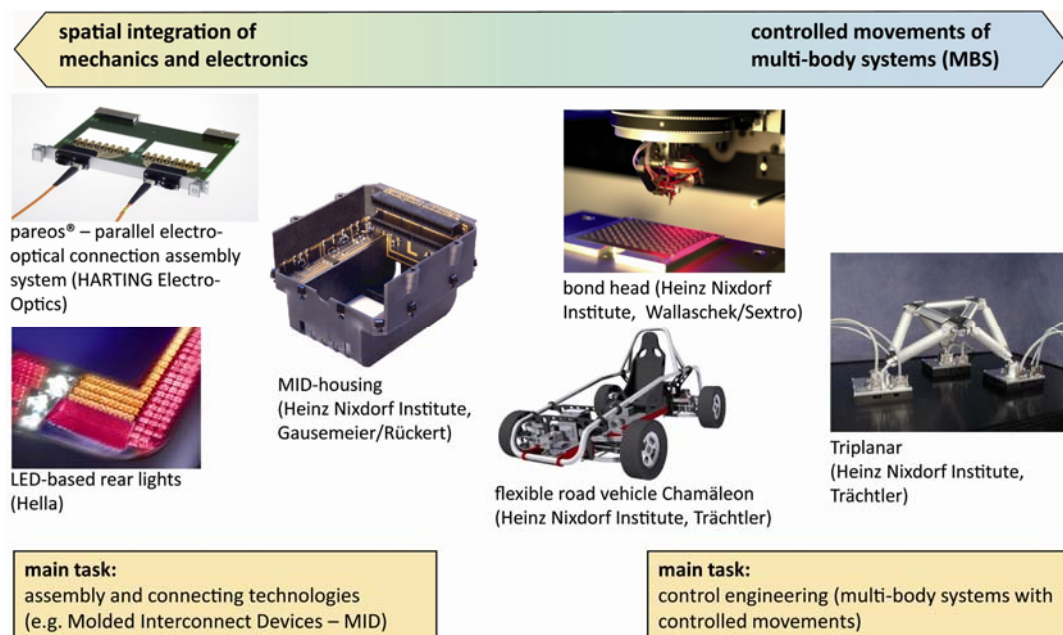 spatial integration of
mechanics and electronics
controlled movements of
multi-body systems (MBS)
pareos® – parallel electro-
optical connection assembly
system (HARTING Electro-
Optics)
LED-based rear lights
(Hella)
MID-housing
(Heinz Nixdorf Institute,
Gausemeier/Rückert)
bond head (Heinz Nixdorf
Institute, Wallaschek/Sextro)
flexible road vehicle Chamäleon
(Heinz Nixdorf Institute, Trächtler)
Triplanar
(Heinz Nixdorf Institute,
Trächtler)
main task:
assembly and connecting technologies
(e.g. Molded Interconnect Devices – MID)
main task:
control engineering (multi-body systems with
controlled movements)